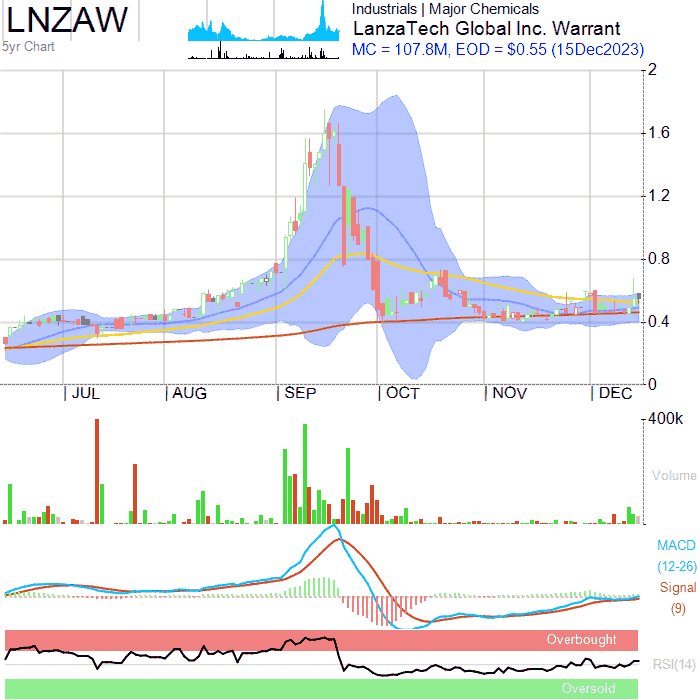 LNZAW
5yr Chart
Industrials | Major Chemicals
LanzaTech Global Inc. Warrant
MC = 107.8M, EOD = $0.55 (15Dec2023)
2
1.6
1.2
0.8
0.4
0
JUL AUG SEP OCT NOV DEC
400k
Volume
MACD
(12-26)
Signal
(9)
Overbought
RSI(14)
Oversold